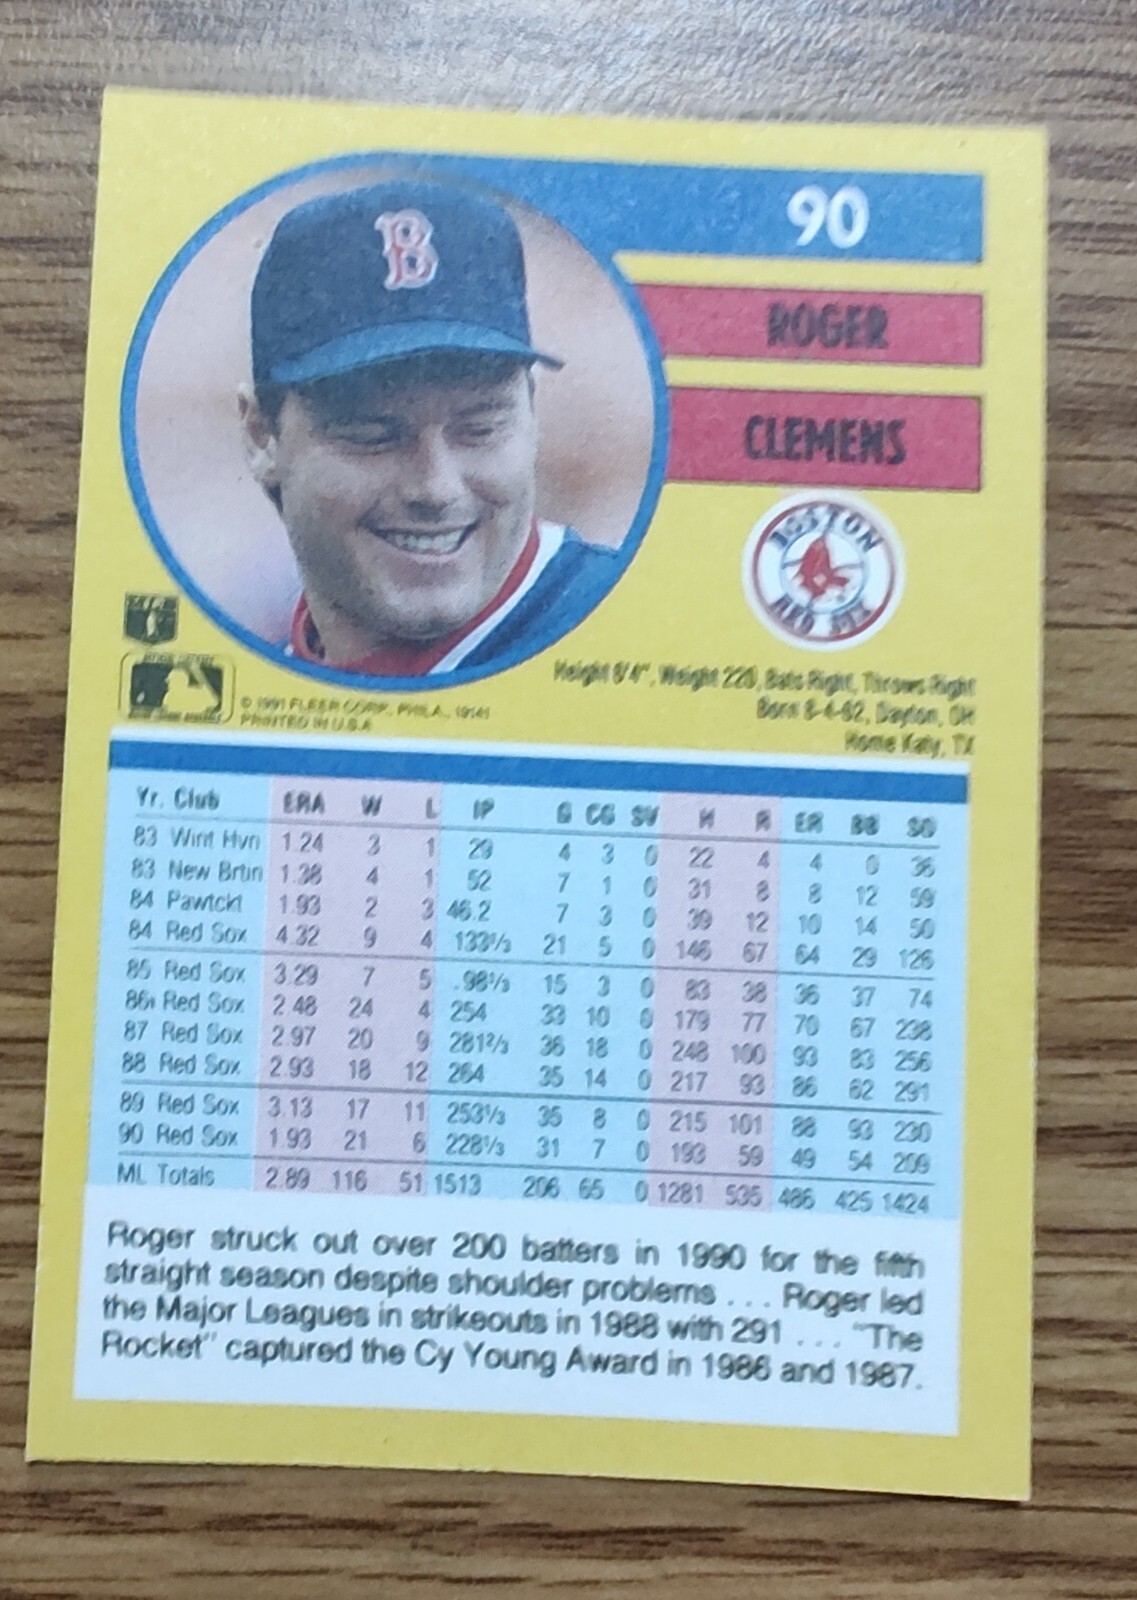 90
ROGER
CLEMENS
B
BOSTON
RED SOX
Height 6'4", Weight 220, Bats Right, Throws Right
Born 8-4-62, Dayton, OH
Home Katy, TX
© 1991 FLEER CORP., PHILA., 19141
PRINTED IN U.S.A.
Yr. Club ERA W L IP G CG SV H R ER BB SO
83 Wint Hvn 1.24 3 1 29 4 3 0 22 4 4 0 36
83 New Britn 1.38 4 1 52 7 1 0 31 8 8 12 59
84 Pawtckt 1.93 2 3 46.2 7 3 0 39 12 10 14 50
84 Red Sox 4.32 9 4 133⅓ 21 5 0 146 67 64 29 126
85 Red Sox 3.29 7 5 98⅓ 15 3 0 83 38 36 37 74
86 Red Sox 2.48 24 4 254 33 10 0 179 77 70 67 238
87 Red Sox 2.97 20 9 281⅔ 36 18 0 248 100 93 83 256
88 Red Sox 2.93 18 12 264 35 14 0 217 93 86 62 291
89 Red Sox 3.13 17 11 253⅓ 35 8 0 215 101 88 93 230
90 Red Sox 1.93 21 6 228⅓ 31 7 0 193 59 49 54 209
ML Totals 2.89 116 51 1513 206 65 0 1281 535 486 425 1424
Roger struck out over 200 batters in 1990 for the fifth
straight season despite shoulder problems . . . Roger led
the Major Leagues in strikeouts in 1988 with 291 . . . "The
Rocket" captured the Cy Young Award in 1986 and 1987.